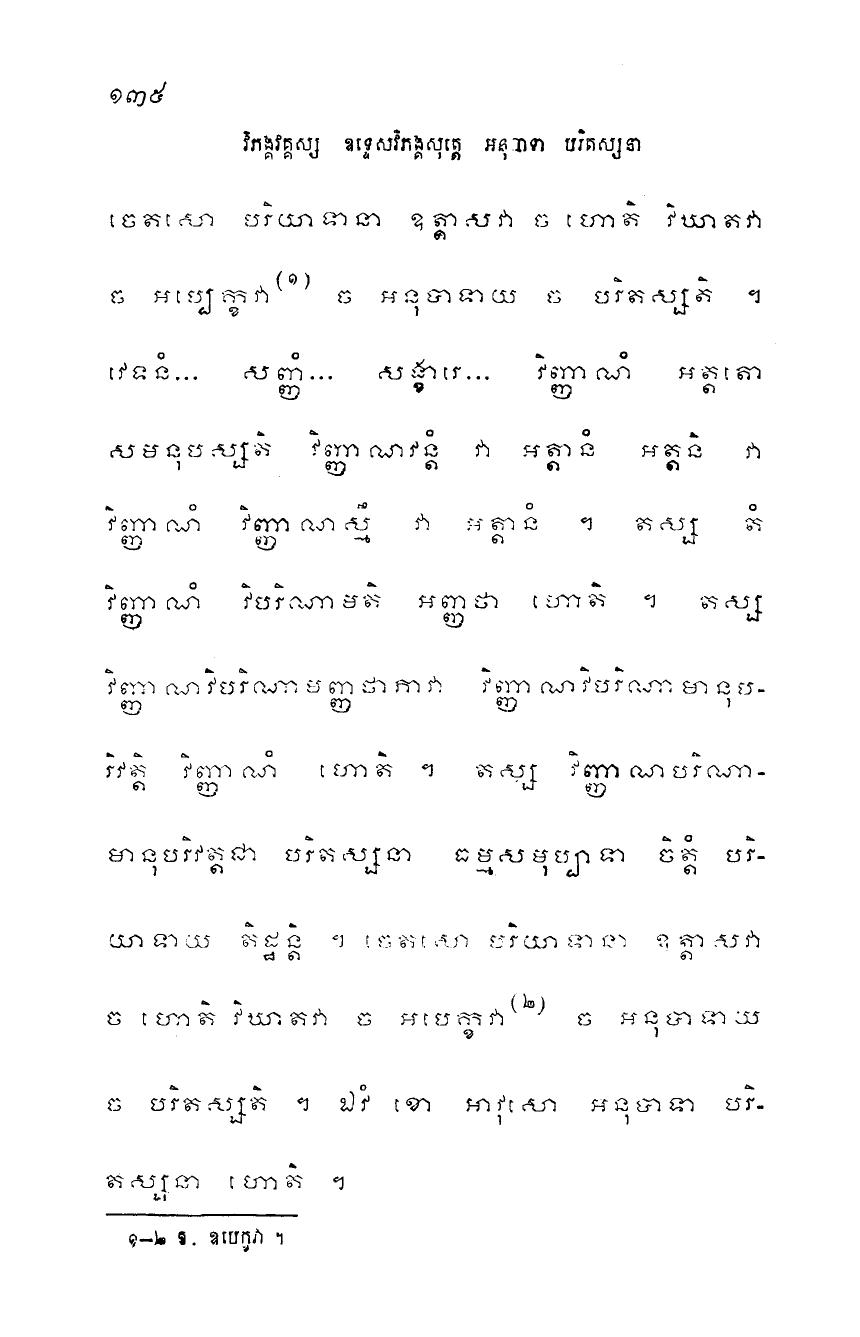 ១៣៥
វិភង្គវគ្គស្ស ឧទ្ទេសវិភង្គសុត្តេ អនុបាទា បរិតស្សនា
ចេតសោ បរិយាទានា ឧត្តាសវា ច ហោតិ វិឃាតវា
ច អប្បេក្ខវា(១) ច អនុបាទាយ ច បរិតស្សតិ ។
វេទនំ... សញ្ញំ... សង្ខារេ... វិញ្ញាណំ អត្តតោ
សមនុបស្សតិ វិញ្ញាណវន្តំ វា អត្តានំ អត្តនិ វា
វិញ្ញាណំ វិញ្ញាណស្មឹ វា អត្តានំ ។ តស្ស តំ
វិញ្ញាណំ វិបរិណាមតិ អញ្ញថា ហោតិ ។ តស្ស
វិញ្ញាណវិបរិណាមញ្ញថាភាវា វិញ្ញាណវិបរិណាមានុប-
រិវត្តិ វិញ្ញាណំ ហោតិ ។ តស្ស វិញ្ញាណបរិណា-
មានុបរិវត្តជា បរិតស្សនា ធម្មសមុប្បាទា ចិត្តំ បរិ-
យាទាយ តិដ្ឋន្តិ ។ ចេតសោ បរិយាទានា ឧត្តាសវា
ច ហោតិ វិឃាតវា ច អបេក្ខវា(២) ច អនុបាទាយ
ច បរិតស្សតិ ។ ឯវំ ខោ អាវុសោ អនុបាទា បរិ-
តស្សនា ហោតិ ។
១–២ ឱ. ឧបេក្ខវា ។